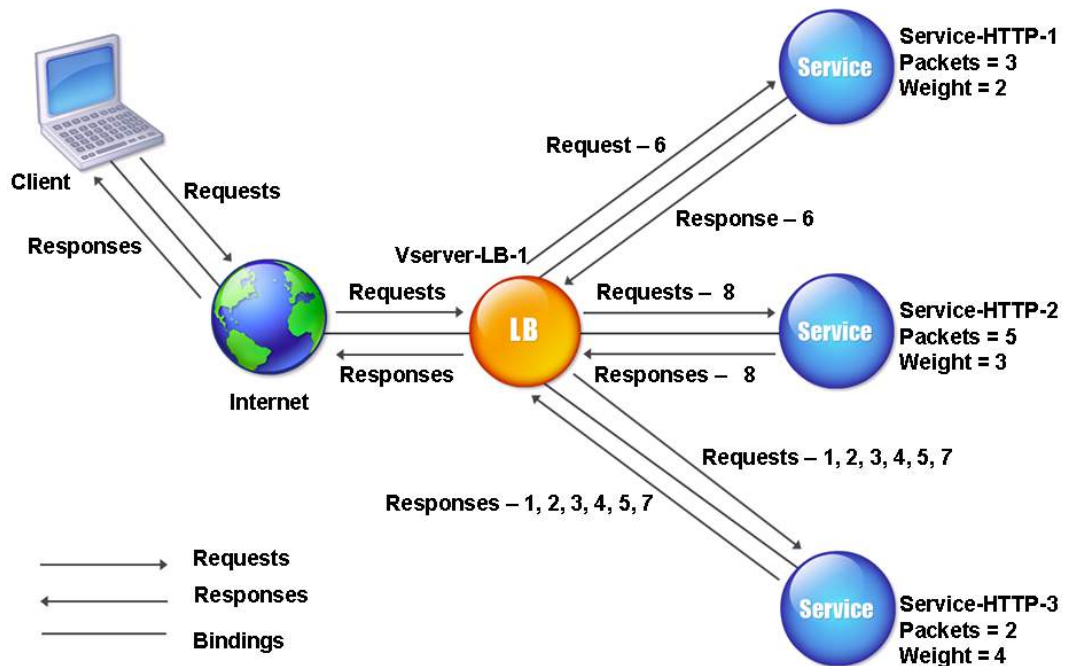 Service
Service-HTTP-1
Packets = 3
Weight = 2
Request – 6
Client
Requests
Responses
Response – 6
Vserver-LB-1
Requests
Requests – 8
LB
Service
Service-HTTP-2
Packets = 5
Weight = 3
Responses
Responses – 8
Internet
Requests – 1, 2, 3, 4, 5, 7
Responses – 1, 2, 3, 4, 5, 7
Requests
Responses
Bindings
Service
Service-HTTP-3
Packets = 2
Weight = 4